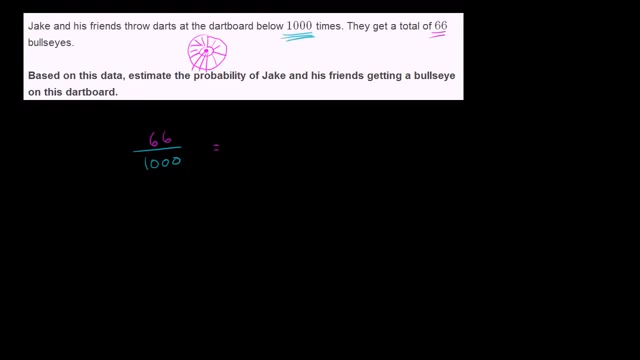 Jake and his friends throw darts at the dartboard below 1000 times. They get a total of 66
bullseyes.
Based on this data, estimate the probability of Jake and his friends getting a bullseye
on this dartboard.
66
=
1000